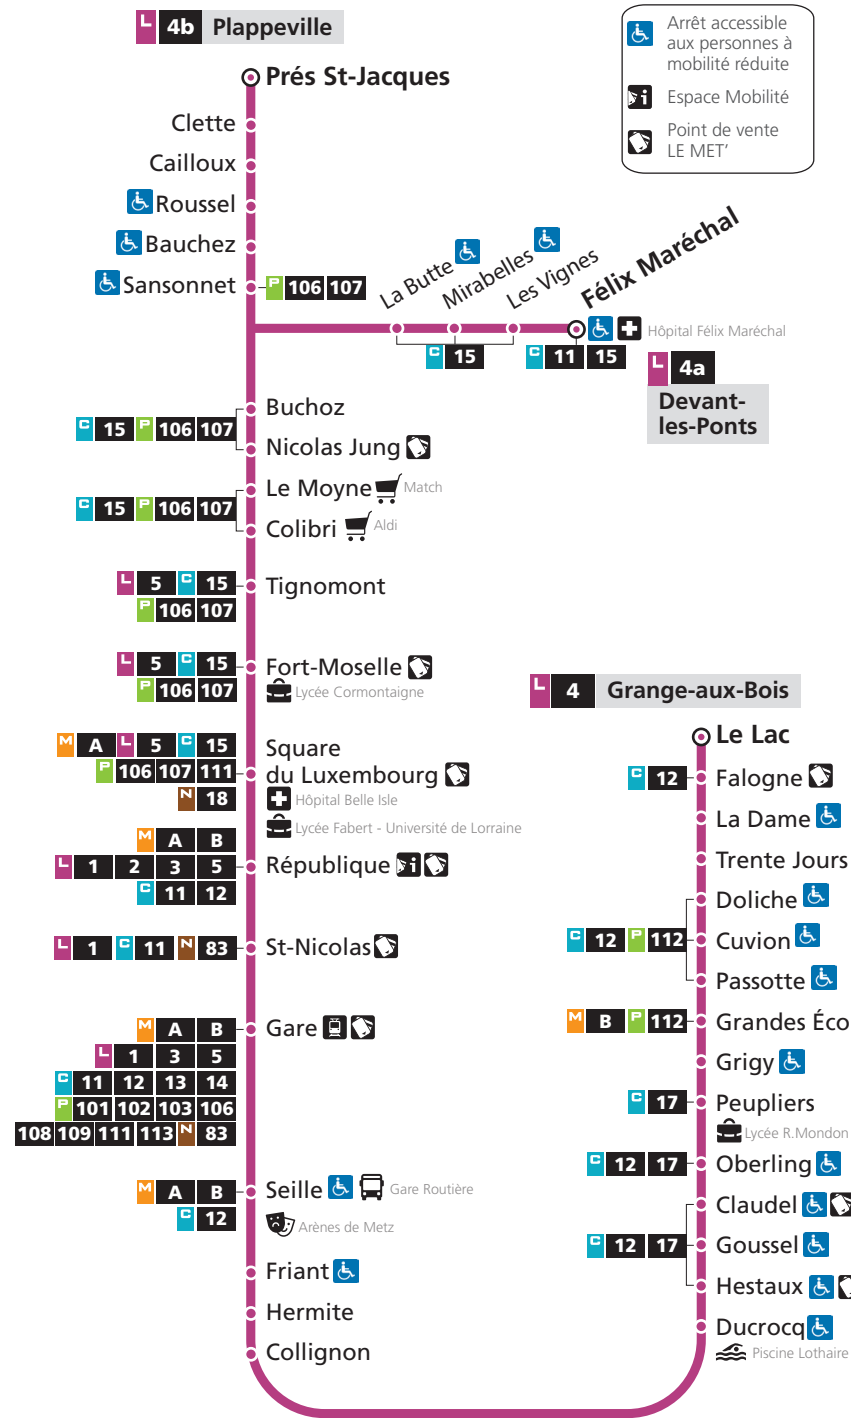 L 4b Plappeville
Arrêt accessible
aux personnes à
mobilité réduite
i Espace Mobilité
Point de vente
LE MET'
Prés St-Jacques
Clette
Cailloux
Roussel
Bauchez
Sansonnet P 106 107
La Butte
Mirabelles
Les Vignes
Félix Maréchal
Hôpital Félix Maréchal
C 15
C 11 15
L 4a
Devant-
les-Ponts
Buchoz
C 15 P 106 107
Nicolas Jung
Le Moyne Match
C 15 P 106 107
Colibri Aldi
L 5 C 15 Tignomont
P 106 107
L 5 C 15 Fort-Moselle
P 106 107 Lycée Cormontaigne
M A L 5 C 15 Square
P 106 107 111 du Luxembourg
N 18 Hôpital Belle Isle
Lycée Fabert - Université de Lorraine
M A B
L 1 2 3 5 République i
C 11 12
L 1 C 11 N 83 St-Nicolas
M A B Gare
L 1 3 5
C 11 12 13 14
P 101 102 103 106
108 109 111 113 N 83
M A B Seille Gare Routière
C 12 Arènes de Metz
Friant
Hermite
Collignon
L 4 Grange-aux-Bois
Le Lac
C 12 Falogne
La Dame
Trente Jours
Doliche
C 12 P 112 Cuvion
Passotte
M B P 112 Grandes Éco
Grigy
C 17 Peupliers
Lycée R.Mondon
C 12 17 Oberling
Claudel
C 12 17 Goussel
Hestaux
Ducrocq
Piscine Lothaire